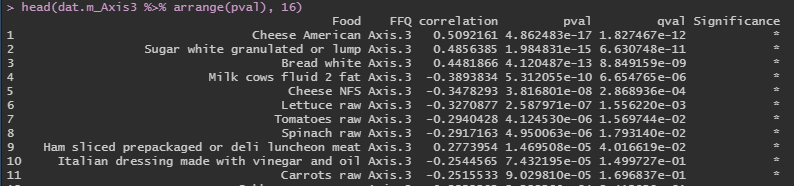 > head(dat.m_Axis3 %>% arrange(pval), 16)
Food FFQ correlation pval qval Significance
1 Cheese American Axis.3 0.5092161 4.862483e-17 1.827467e-12 *
2 Sugar white granulated or lump Axis.3 0.4856385 1.984831e-15 6.630748e-11 *
3 Bread white Axis.3 0.4481866 4.120487e-13 8.849159e-09 *
4 Milk cows fluid 2 fat Axis.3 -0.3893834 5.312055e-10 6.654765e-06 *
5 Cheese NFS Axis.3 -0.3478293 3.816801e-08 2.868936e-04 *
6 Lettuce raw Axis.3 -0.3270877 2.587971e-07 1.556220e-03 *
7 Tomatoes raw Axis.3 -0.2940428 4.124530e-06 1.569744e-02 *
8 Spinach raw Axis.3 -0.2917163 4.950063e-06 1.793140e-02 *
9 Ham sliced prepackaged or deli luncheon meat Axis.3 0.2773954 1.469508e-05 4.016619e-02 *
10 Italian dressing made with vinegar and oil Axis.3 -0.2544565 7.432195e-05 1.499727e-01 *
11 Carrots raw Axis.3 -0.2515533 9.029810e-05 1.696837e-01 *